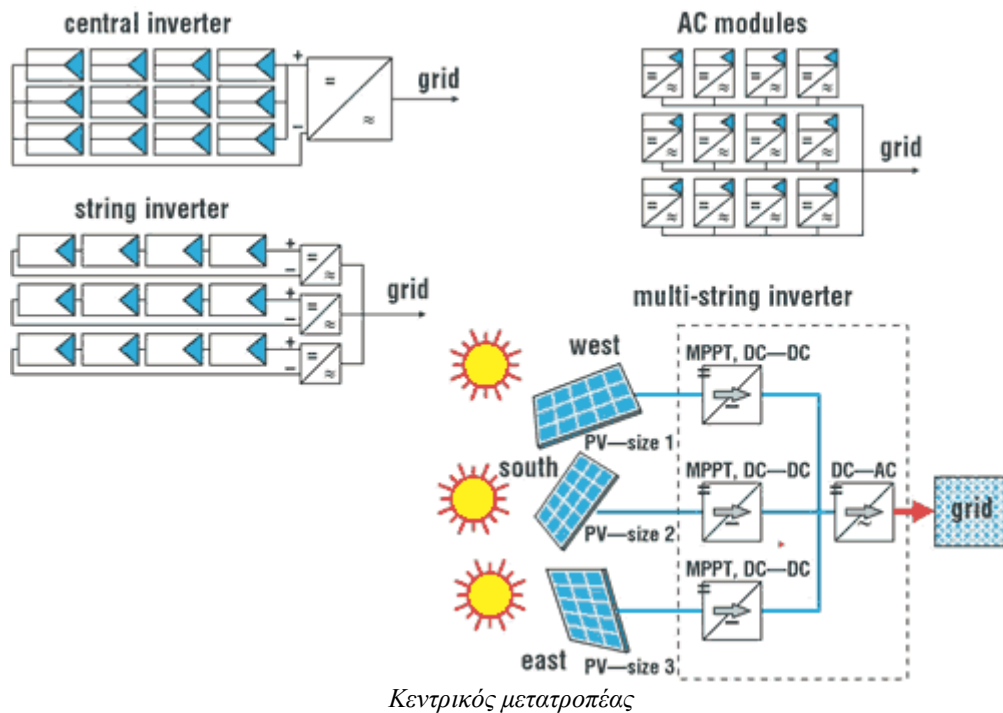 central inverter
+
=
≈
−
grid
AC modules
= ≈ = ≈ = ≈ = ≈
= ≈ = ≈ = ≈ = ≈
grid
= ≈ = ≈ = ≈ = ≈
string inverter
+
−
=
≈
+
−
=
≈
grid
+
−
=
≈
multi-string inverter
west
MPPT, DC—DC
=
−
PV—size 1
south
MPPT, DC—DC
=
−
DC—AC
=
~
grid
PV—size 2
MPPT, DC—DC
=
−
east
PV—size 3
Κεντρικός μετατροπέας